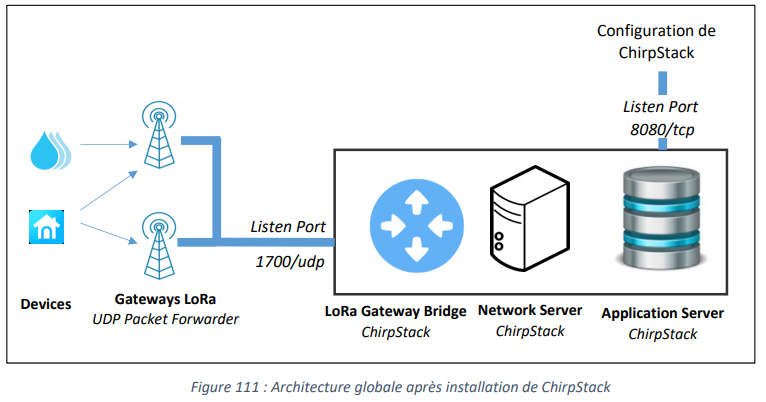 Configuration de
ChirpStack
Listen Port
8080/tcp
Listen Port
1700/udp
Devices
Gateways LoRa
UDP Packet Forwarder
LoRa Gateway Bridge
ChirpStack
Network Server
ChirpStack
Application Server
ChirpStack
Figure 111 : Architecture globale après installation de ChirpStack